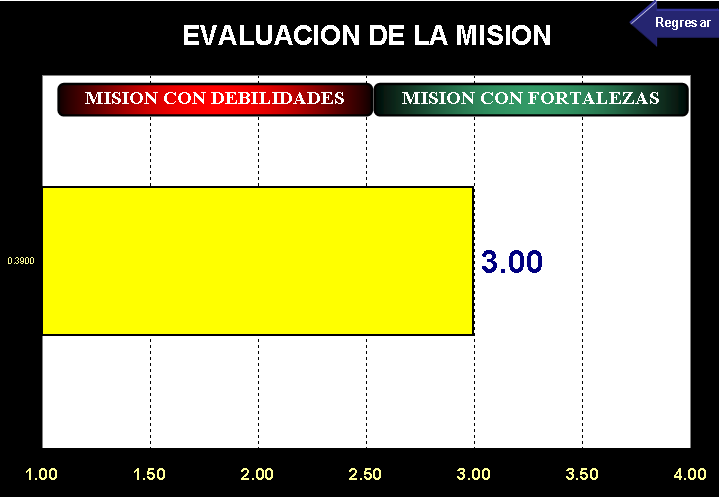 Regresar
EVALUACION DE LA MISION
MISION CON DEBILIDADES
MISION CON FORTALEZAS
0.3900
3.00
1.00 1.50 2.00 2.50 3.00 3.50 4.00